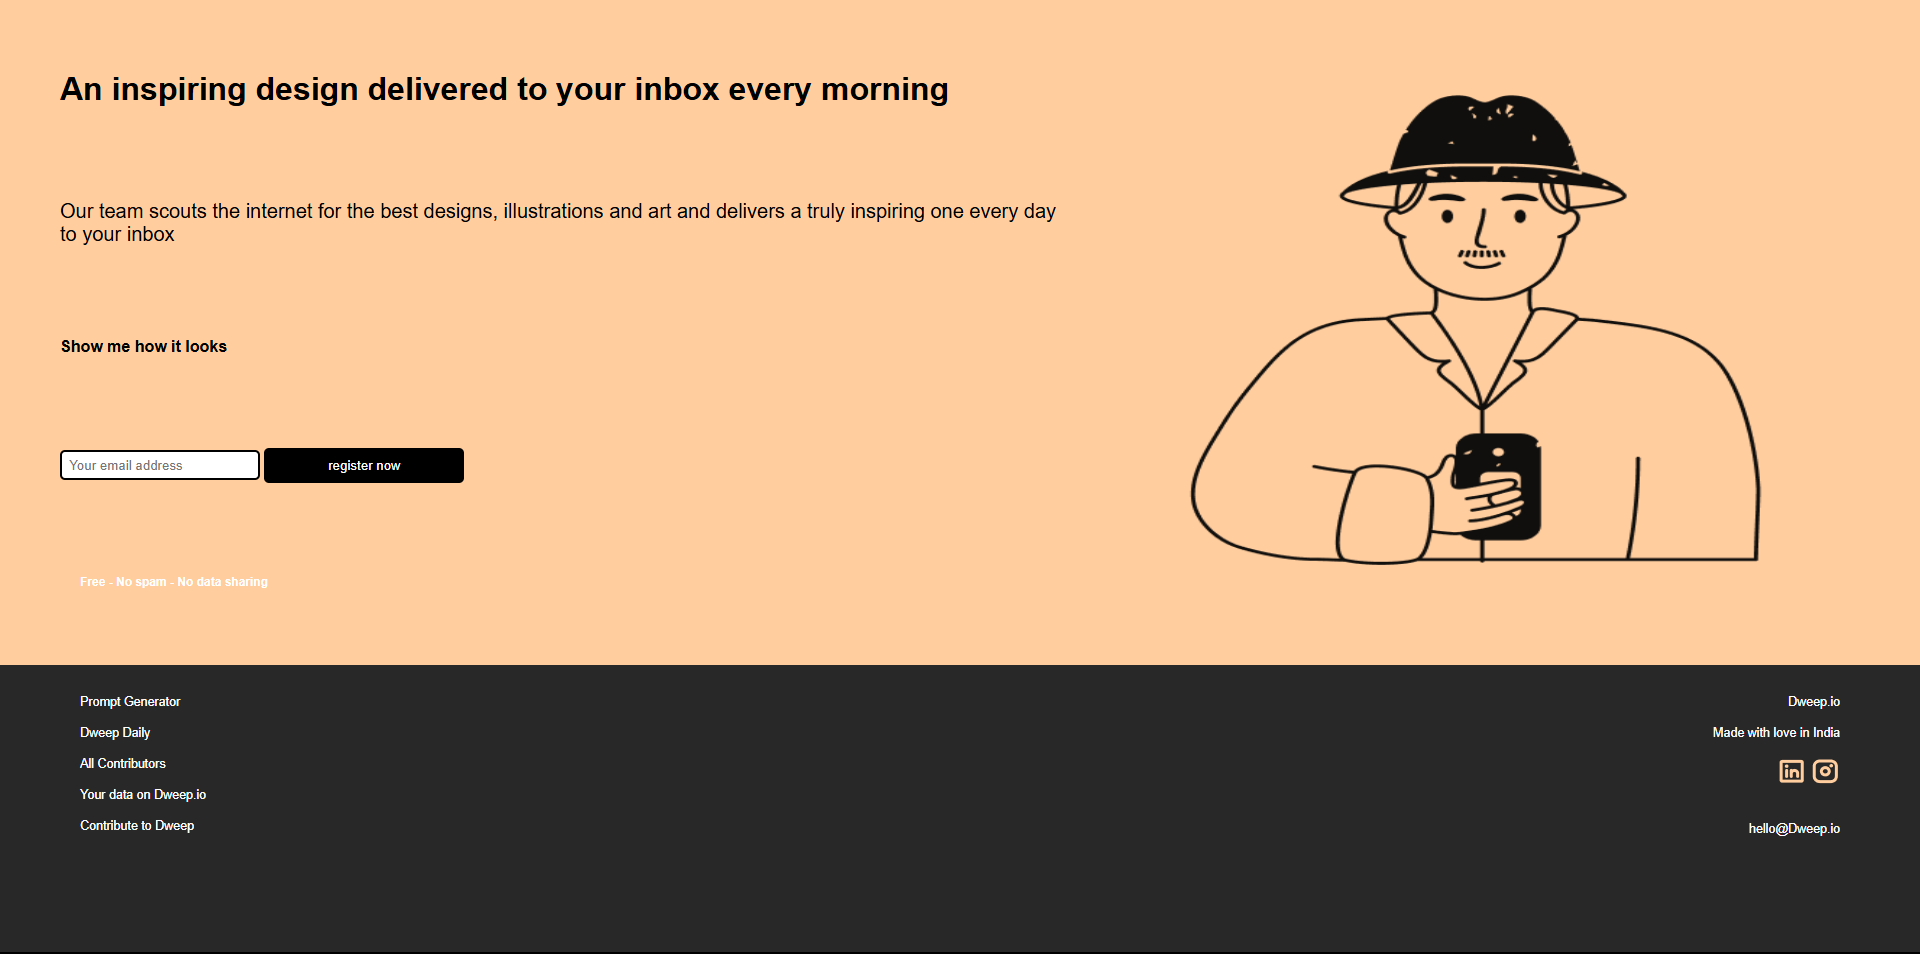 An inspiring design delivered to your inbox every morning
Our team scouts the internet for the best designs, illustrations and art and delivers a truly inspiring one every day
to your inbox
Show me how it looks
Your email address
register now
Free - No spam - No data sharing
Prompt Generator
Dweep Daily
All Contributors
Your data on Dweep.io
Contribute to Dweep
Dweep.io
Made with love in India
hello@Dweep.io